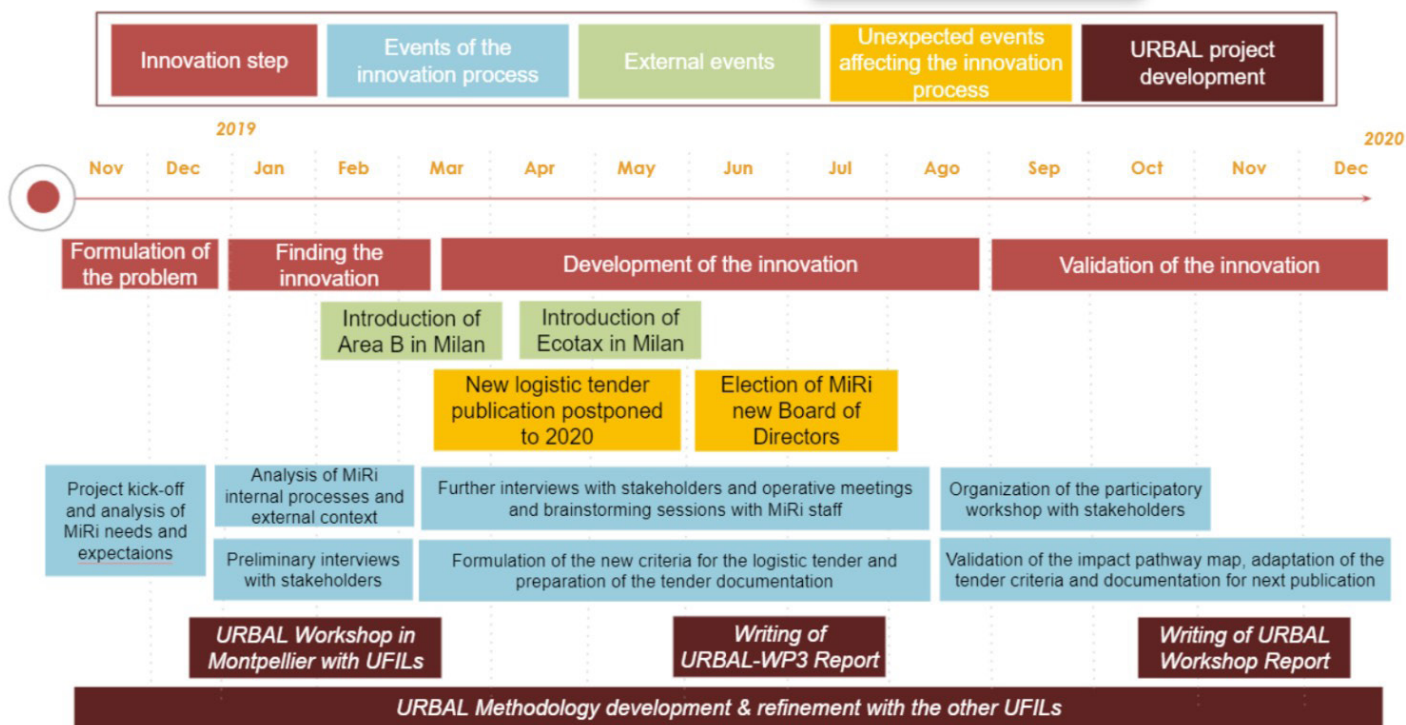 Innovation step
Events of the
innovation process
External events
Unexpected events
affecting the innovation
process
URBAL project
development
2019
2020
Nov Dec Jan Feb Mar Apr May Jun Jul Ago Sep Oct Nov Dec
Formulation of
the problem
Finding the
innovation
Development of the innovation
Validation of the innovation
Introduction of
Area B in Milan
Introduction of
Ecotax in Milan
New logistic tender
publication postponed
to 2020
Election of MiRi
new Board of
Directors
Project kick-off
and analysis of
MiRi needs and
expectaions
Analysis of MiRi
internal processes and
external context
Further interviews with stakeholders and operative meetings
and brainstorming sessions with MiRi staff
Organization of the participatory
workshop with stakeholders
Preliminary interviews
with stakeholders
Formulation of the new criteria for the logistic tender and
preparation of the tender documentation
Validation of the impact pathway map, adaptation of the
tender criteria and documentation for next publication
URBAL Workshop in
Montpellier with UFILs
Writing of
URBAL-WP3 Report
Writing of URBAL
Workshop Report
URBAL Methodology development & refinement with the other UFILs